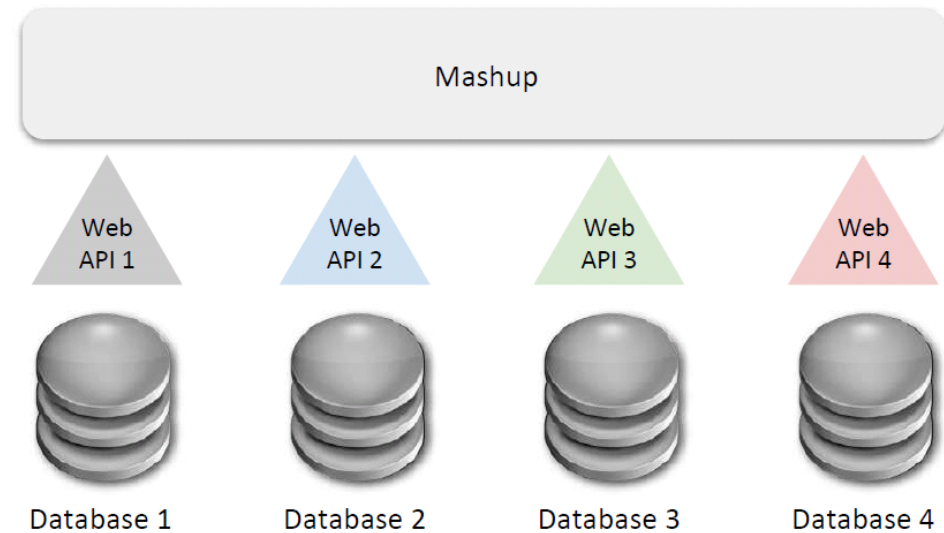 Mashup
Web
API 1
Web
API 2
Web
API 3
Web
API 4
Database 1
Database 2
Database 3
Database 4